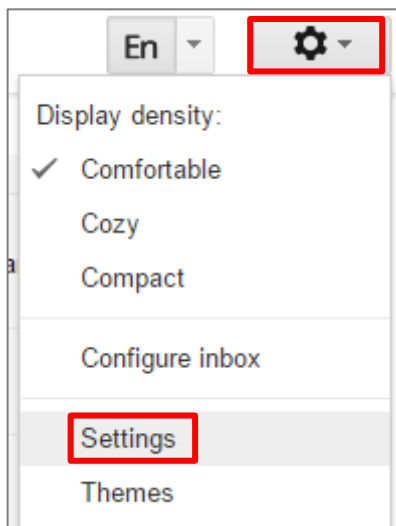 En
Display density:
Comfortable
Cozy
Compact
Configure inbox
Settings
Themes